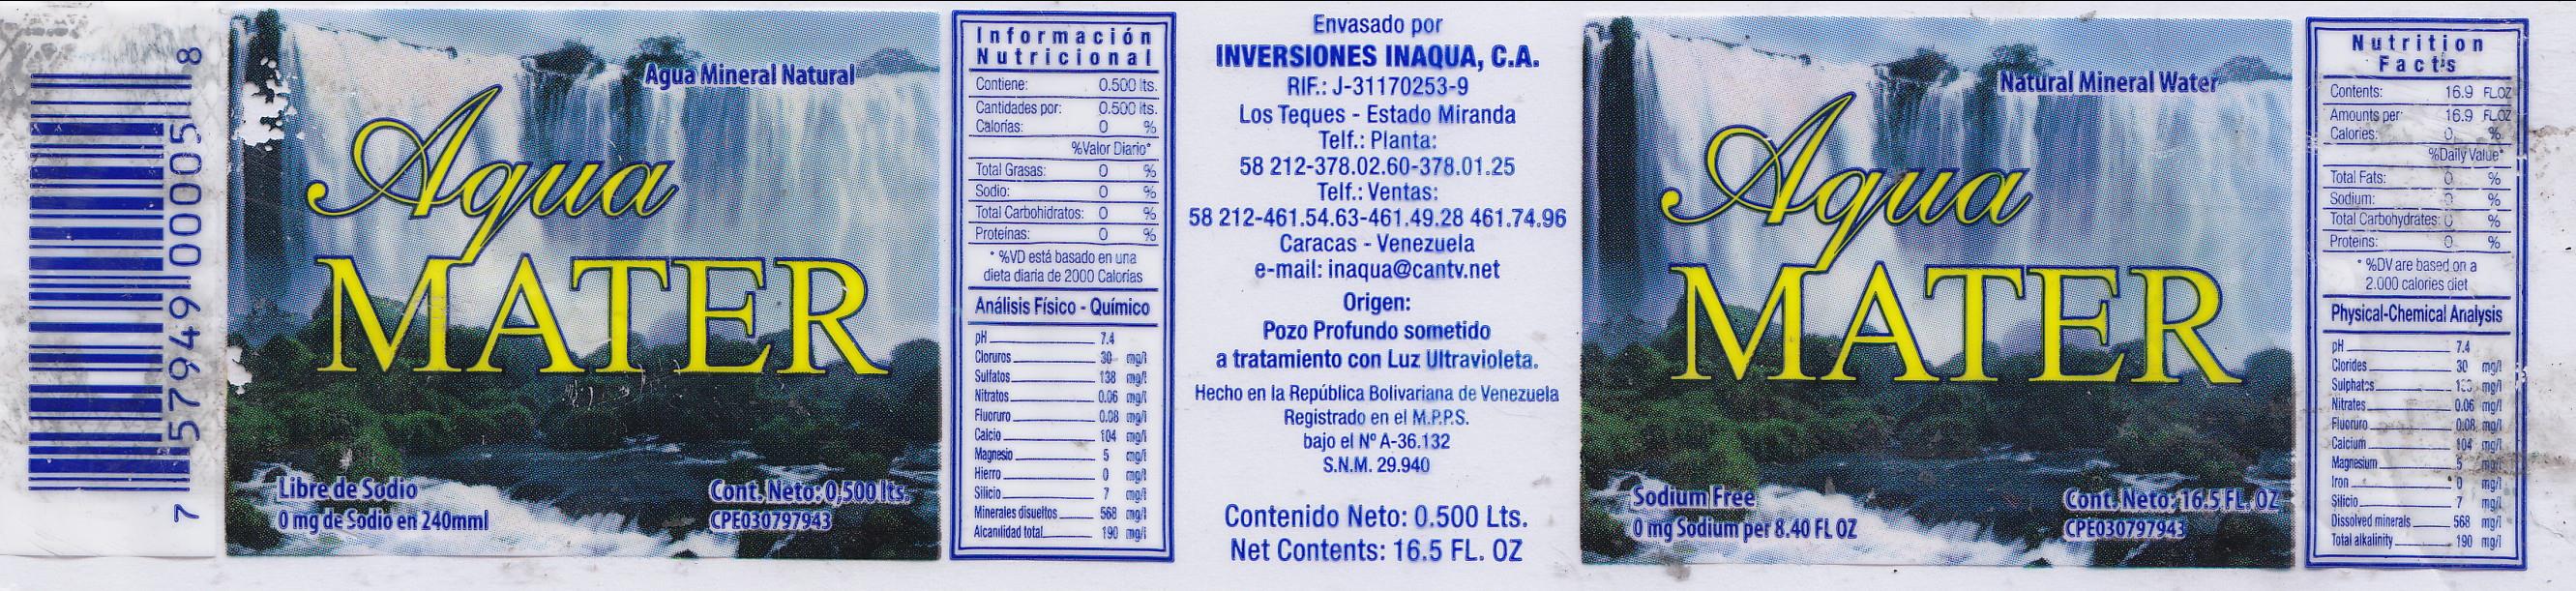 7 57949 00005 8
Agua Mineral Natural
Aqua
MATER
Libre de Sodio
0 mg de Sodio en 240mml
Cont. Neto: 0,500 lts.
CPE030797943
Información
Nutricional
Contiene: 0.500 lts.
Cantidades por: 0.500 lts.
Calorías: 0 %
%Valor Diario*
Total Grasas: 0 %
Sodio: 0 %
Total Carbohidratos: 0 %
Proteínas: 0 %
* %VD está basado en una
dieta diaria de 2000 Calorías
Análisis Físico - Químico
pH 7.4
Cloruros 30 mg/l
Sulfatos 138 mg/l
Nitratos 0.06 mg/l
Fluoruro 0.08 mg/l
Calcio 104 mg/l
Magnesio 5 mg/l
Hierro 0 mg/l
Silicio 7 mg/l
Minerales disueltos 568 mg/l
Alcanilidad total 190 mg/l
Envasado por
INVERSIONES INAQUA, C.A.
RIF.: J-31170253-9
Los Teques - Estado Miranda
Telf.: Planta:
58 212-378.02.60-378.01.25
Telf.: Ventas:
58 212-461.54.63-461.49.28 461.74.96
Caracas - Venezuela
e-mail: inaqua@cantv.net
Origen:
Pozo Profundo sometido
a tratamiento con Luz Ultravioleta.
Hecho en la República Bolivariana de Venezuela
Registrado en el M.P.P.S.
bajo el Nº A-36.132
S.N.M. 29.940
Contenido Neto: 0.500 Lts.
Net Contents: 16.5 FL. OZ
Natural Mineral Water
Aqua
MATER
Sodium Free
0 mg Sodium per 8.40 FL OZ
Cont. Neto: 16.5 FL. OZ
CPE030797943
Nutrition
Facts
Contents: 16.9 FL.OZ
Amounts per: 16.9 FL.OZ
Calories: 0 %
%Daily Value*
Total Fats: 0 %
Sodium: 0 %
Total Carbohydrates: 0 %
Proteins: 0 %
* %DV are based on a
2.000 calories diet
Physical-Chemical Analysis
pH 7.4
Clorides 30 mg/l
Sulphates mg/l
Nitrates 0.06 mg/l
Fluoruro 0.08 mg/l
Calcium 104 mg/l
Magnesium 5 mg/l
Iron 0 mg/l
Silicio 7 mg/l
Dissolved minerals 568 mg/l
Total alkalinity 190 mg/l